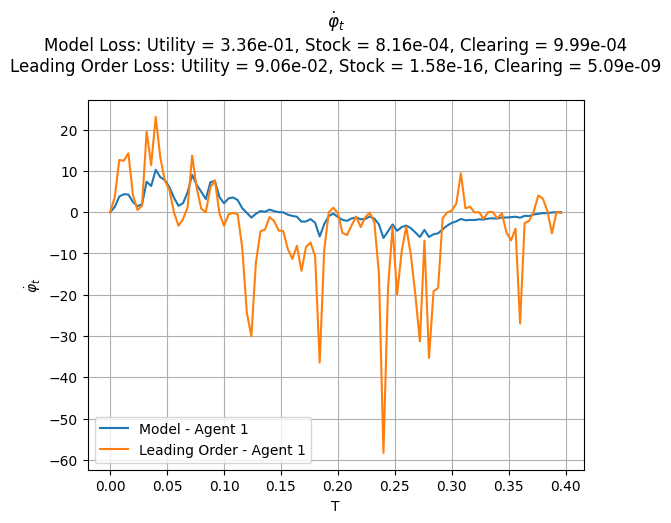 φ̇ₜ
Model Loss: Utility = 3.36e-01, Stock = 8.16e-04, Clearing = 9.99e-04
Leading Order Loss: Utility = 9.06e-02, Stock = 1.58e-16, Clearing = 5.09e-09
20
10
0
−10
−20
−30
−40
−50
−60
φ̇ₜ
Model - Agent 1
Leading Order - Agent 1
0.00 0.05 0.10 0.15 0.20 0.25 0.30 0.35 0.40
T